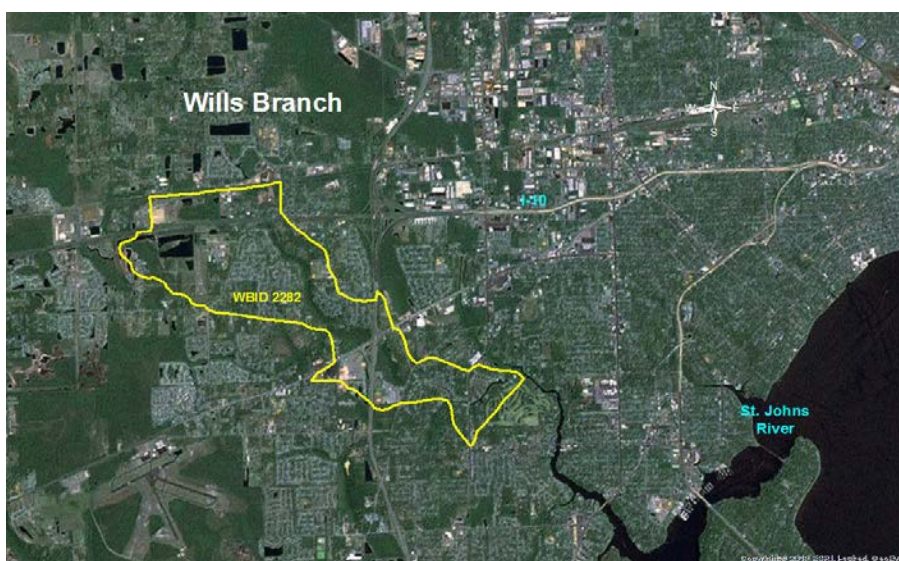 Wills Branch
N
W E
S
I-10
WBID 2282
St. Johns
River